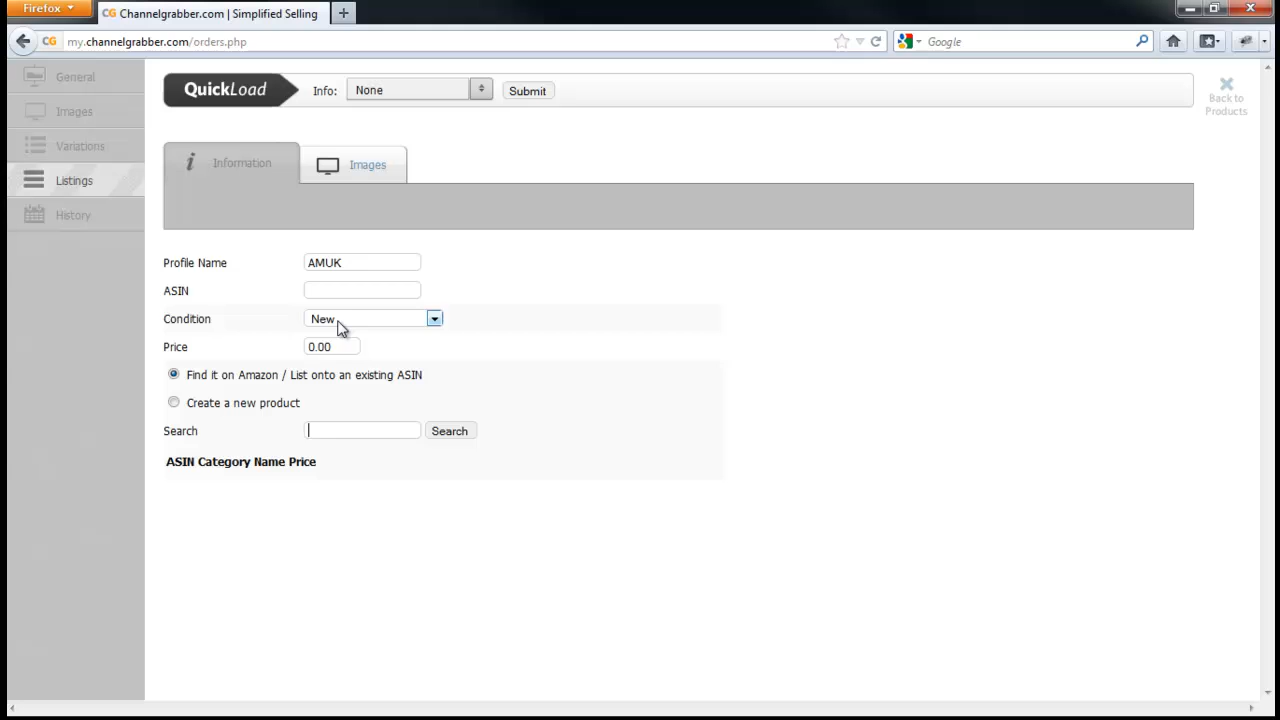 Firefox
Channelgrabber.com | Simplified Selling
my.channelgrabber.com/orders.php
Google
General
Images
Variations
Listings
History
QuickLoad
Info:
None
Submit
Back to
Products
Information
Images
Profile Name
AMUK
ASIN
Condition
New
Price
0.00
Find it on Amazon / List onto an existing ASIN
Create a new product
Search
Search
ASIN Category Name Price